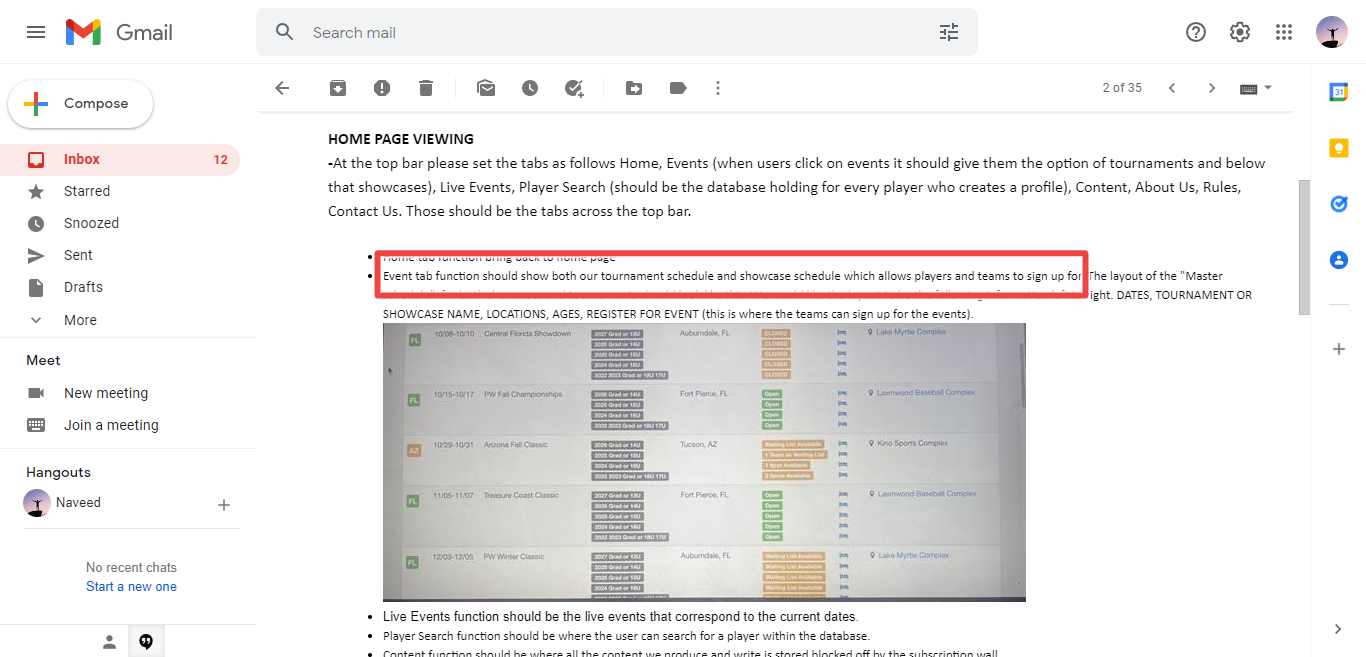 Gmail
Search mail
Compose
2 of 35
Inbox 12
Starred
Snoozed
Sent
Drafts
More
Meet
New meeting
Join a meeting
Hangouts
Naveed
No recent chats
Start a new one
31
HOME PAGE VIEWING
-At the top bar please set the tabs as follows Home, Events (when users click on events it should give them the option of tournaments and below
that showcases), Live Events, Player Search (should be the database holding for every player who creates a profile), Content, About Us, Rules,
Contact Us. Those should be the tabs across the top bar.
Home tab function bring back to home page
Event tab function should show both our tournament schedule and showcase schedule which allows players and teams to sign up for. The layout of the "Master
right. DATES, TOURNAMENT OR
SHOWCASE NAME, LOCATIONS, AGES, REGISTER FOR EVENT (this is where the teams can sign up for the events).
FL 10/08-10/10 Central Florida Showdown 2027 Grad or 13U Auburndale, FL CLOSED Lake Myrtle Complex
2026 Grad or 14U CLOSED
2025 Grad or 15U CLOSED
2024 Grad or 16U CLOSED
2022 2023 Grad or 18U 17U CLOSED
FL 10/15-10/17 PW Fall Championships 2026 Grad or 14U Fort Pierce, FL Open Lawnwood Baseball Complex
2025 Grad or 15U Open
2024 Grad or 16U Open
2022 2023 Grad or 18U 17U Open
AZ 10/29-10/31 Arizona Fall Classic 2026 Grad or 14U Tucson, AZ Waiting List Available Kino Sports Complex
2025 Grad or 15U 1 Team on Waiting List
2024 Grad or 16U 1 Spot Available
2022 2023 Grad or 18U 17U 3 Spots Available
FL 11/05-11/07 Treasure Coast Classic 2027 Grad or 13U Fort Pierce, FL Open Lawnwood Baseball Complex
2026 Grad or 14U Open
2025 Grad or 15U Open
2024 Grad or 16U Open
2022 2023 Grad or 18U 17U Open
FL 12/03-12/05 PW Winter Classic 2027 Grad or 13U Auburndale, FL Waiting List Available Lake Myrtle Complex
2026 Grad or 14U Waiting List Available
2025 Grad or 15U Waiting List Available
2024 Grad or 16U Waiting List Available
Live Events function should be the live events that correspond to the current dates.
Player Search function should be where the user can search for a player within the database.
Content function should be where all the content we produce and write is stored blocked off by the subscription wall